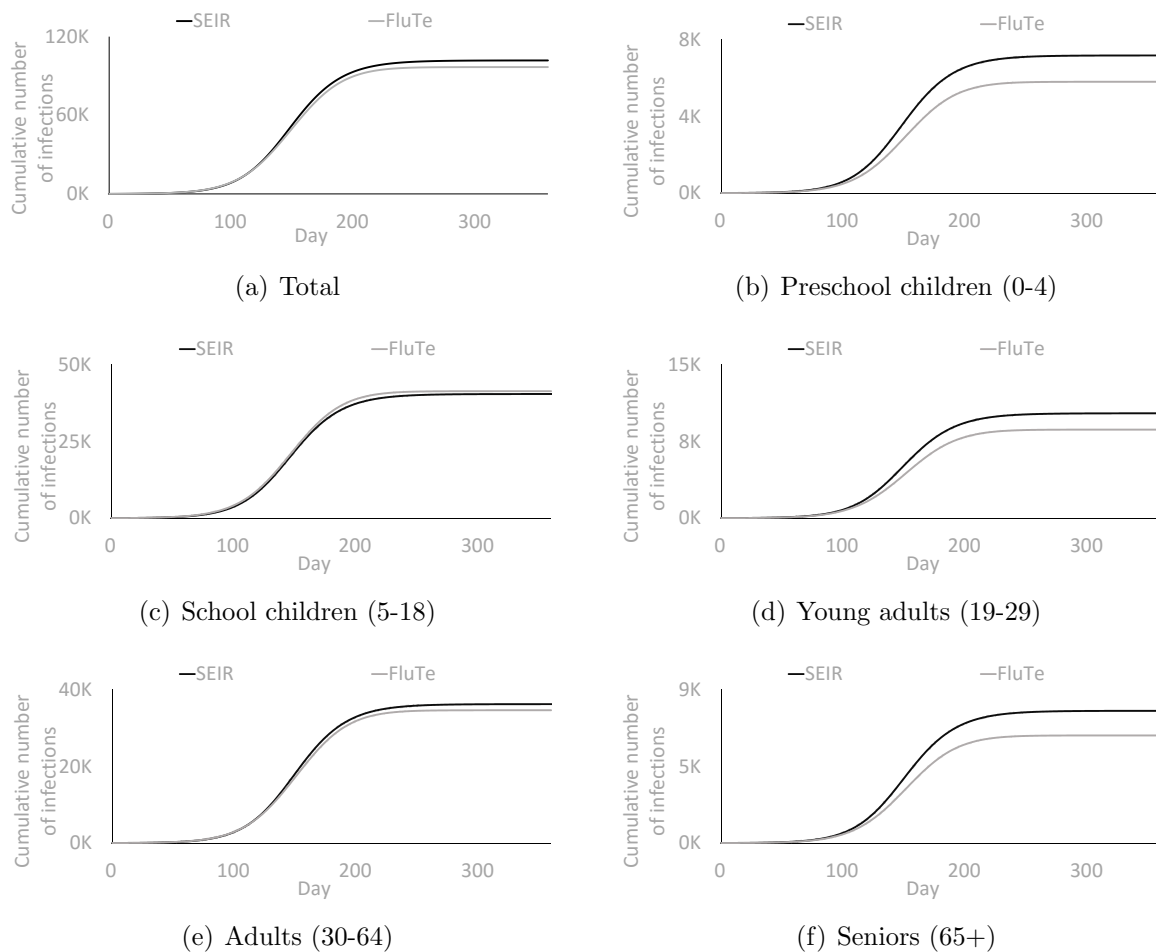 SEIR FluTe
120K
60K
0K
Cumulative number
of infections
0 100 200 300
Day
(a) Total
SEIR FluTe
8K
4K
0K
Cumulative number
of infections
0 100 200 300
Day
(b) Preschool children (0-4)
SEIR FluTe
50K
25K
0K
Cumulative number
of infections
0 100 200 300
Day
(c) School children (5-18)
SEIR FluTe
15K
8K
0K
Cumulative number
of infections
0 100 200 300
Day
(d) Young adults (19-29)
SEIR FluTe
40K
20K
0K
Cumulative number
of infections
0 100 200 300
Day
(e) Adults (30-64)
SEIR FluTe
9K
5K
0K
Cumulative number
of infections
0 100 200 300
Day
(f) Seniors (65+)